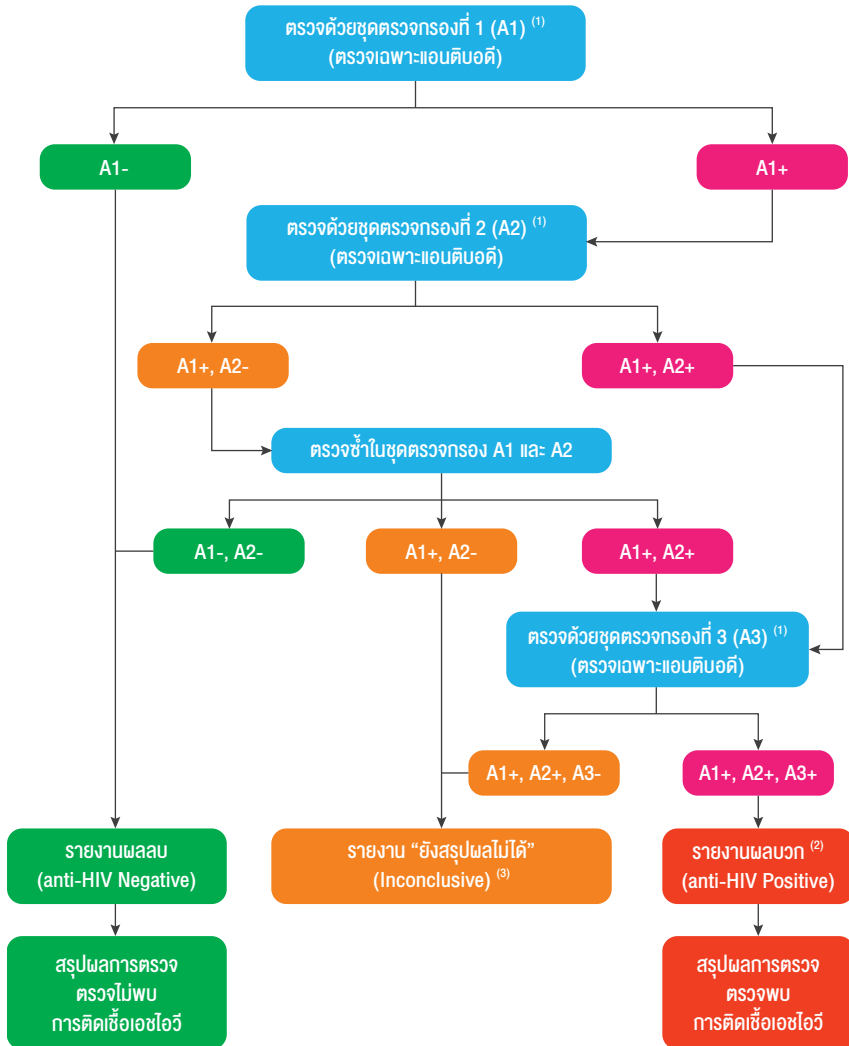 ตรวจด้วยชุดตรวจกรองที่ 1 (A1) (1)
(ตรวจเฉพาะแอนติบอดี)
A1-
A1+
ตรวจด้วยชุดตรวจกรองที่ 2 (A2) (1)
(ตรวจเฉพาะแอนติบอดี)
A1+, A2-
A1+, A2+
ตรวจซ้ำในชุดตรวจกรอง A1 และ A2
A1-, A2-
A1+, A2-
A1+, A2+
ตรวจด้วยชุดตรวจกรองที่ 3 (A3) (1)
(ตรวจเฉพาะแอนติบอดี)
A1+, A2+, A3-
A1+, A2+, A3+
รายงานผลลบ
(anti-HIV Negative)
รายงาน “ยังสรุปผลไม่ได้”
(Inconclusive) (3)
รายงานผลบวก (2)
(anti-HIV Positive)
สรุปผลการตรวจ
ตรวจไม่พบ
การติดเชื้อเอชไอวี
สรุปผลการตรวจ
ตรวจพบ
การติดเชื้อเอชไอวี